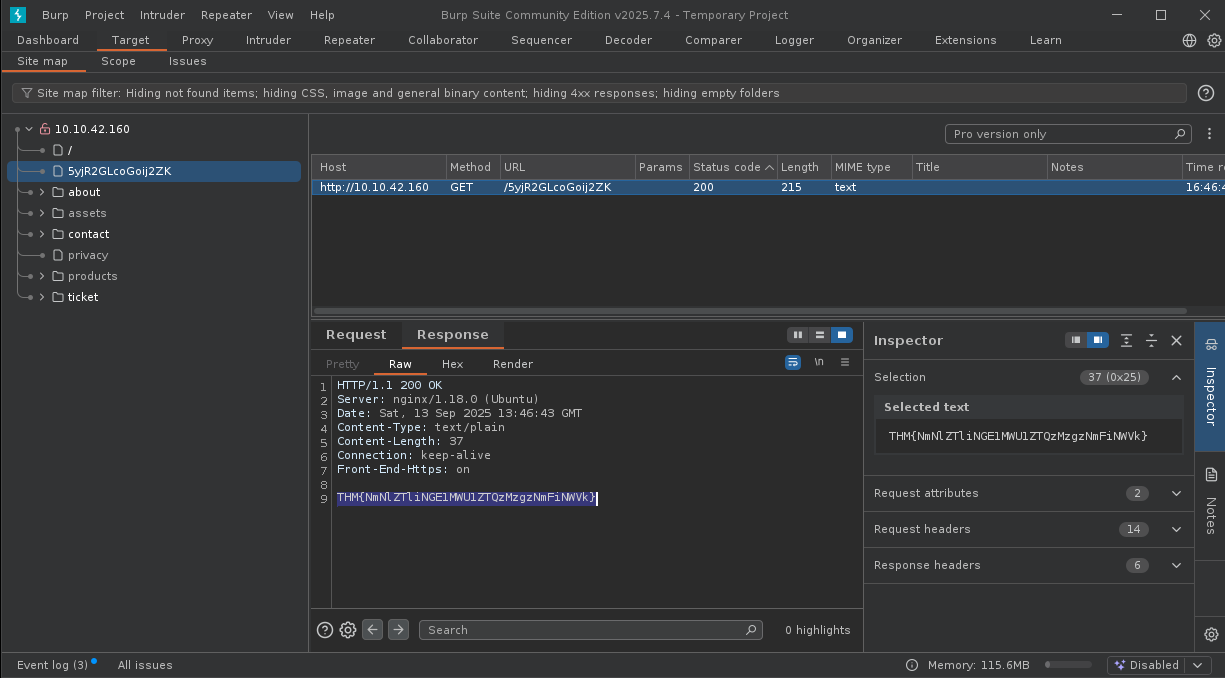 Burp Project Intruder Repeater View Help Burp Suite Community Edition v2025.7.4 - Temporary Project
Dashboard Target Proxy Intruder Repeater Collaborator Sequencer Decoder Comparer Logger Organizer Extensions Learn
Site map Scope Issues
Site map filter: Hiding not found items; hiding CSS, image and general binary content; hiding 4xx responses; hiding empty folders
10.10.42.160
/
5yjR2GLcoGoij2ZK
about
assets
contact
privacy
products
ticket
Pro version only
Host Method URL Params Status code Length MIME type Title Notes Time r
http://10.10.42.160 GET /5yjR2GLcoGoij2ZK 200 215 text 16:46:4
Request Response
Pretty Raw Hex Render \n
1 HTTP/1.1 200 OK
2 Server: nginx/1.18.0 (Ubuntu)
3 Date: Sat, 13 Sep 2025 13:46:43 GMT
4 Content-Type: text/plain
5 Content-Length: 37
6 Connection: keep-alive
7 Front-End-Https: on
8
9 THM{NmNlZTliNGE1MWU1ZTQzMzgzNmFiNWVk}
Search 0 highlights
Inspector
Selection 37 (0x25)
Selected text
THM{NmNlZTliNGE1MWU1ZTQzMzgzNmFiNWVk}
Request attributes 2
Request headers 14
Response headers 6
Inspector
Notes
Event log (3) All issues Memory: 115.6MB Disabled